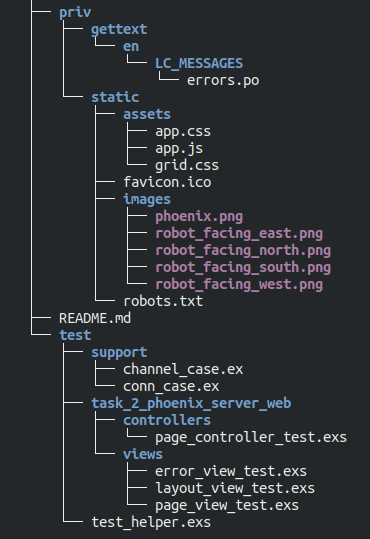 priv
gettext
en
LC_MESSAGES
errors.po
static
assets
app.css
app.js
grid.css
favicon.ico
images
phoenix.png
robot_facing_east.png
robot_facing_north.png
robot_facing_south.png
robot_facing_west.png
robots.txt
README.md
test
support
channel_case.ex
conn_case.ex
task_2_phoenix_server_web
controllers
page_controller_test.exs
views
error_view_test.exs
layout_view_test.exs
page_view_test.exs
test_helper.exs